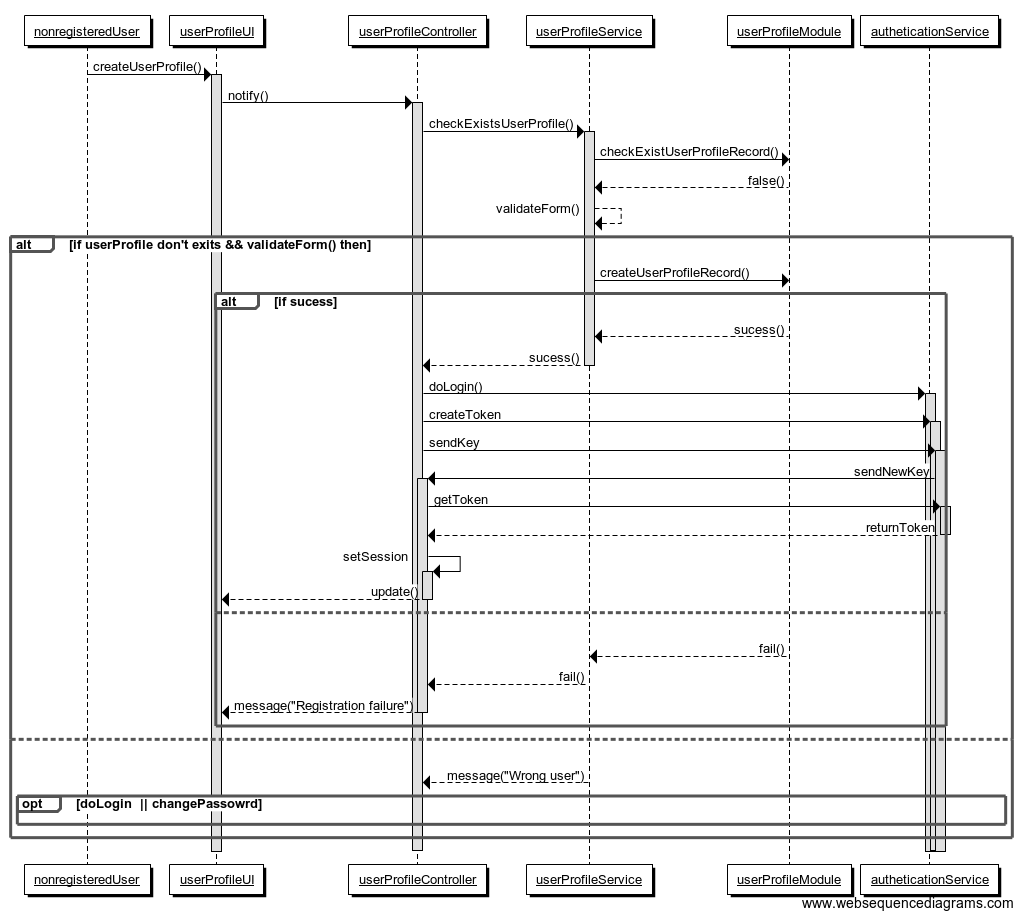 nonregisteredUser userProfileUI userProfileController userProfileService userProfileModule autheticationService
createUserProfile()
notify()
checkExistsUserProfile()
checkExistUserProfileRecord()
false()
validateForm()
alt [if userProfile don't exits && validateForm() then]
createUserProfileRecord()
alt [if sucess]
sucess()
sucess()
doLogin()
createToken
sendKey
sendNewKey
getToken
returnToken
setSession
update()
fail()
fail()
message("Registration failure")
message("Wrong user")
opt [doLogin || changePassowrd]
nonregisteredUser userProfileUI userProfileController userProfileService userProfileModule autheticationService
www.websequencediagrams.com